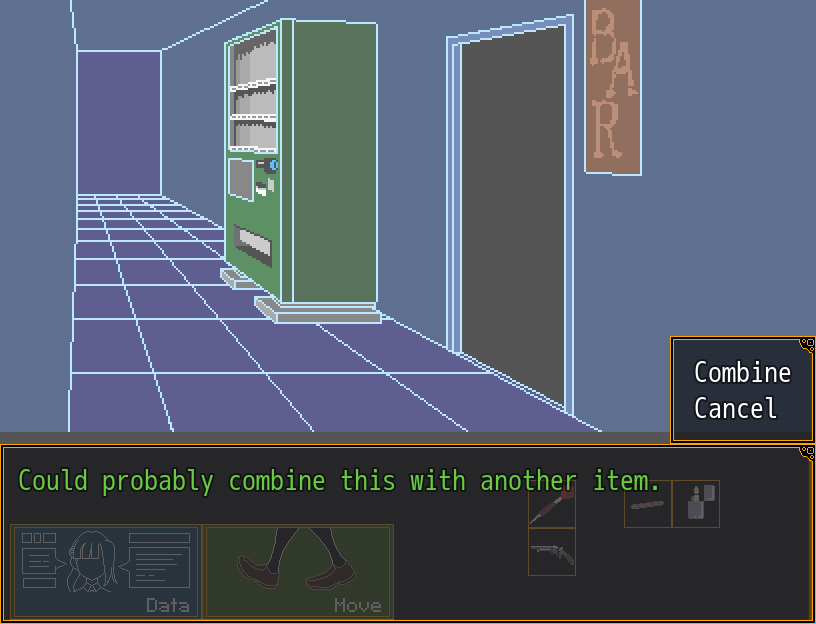 BAR
Combine
Cancel
Could probably combine this with another item.
Data
Move